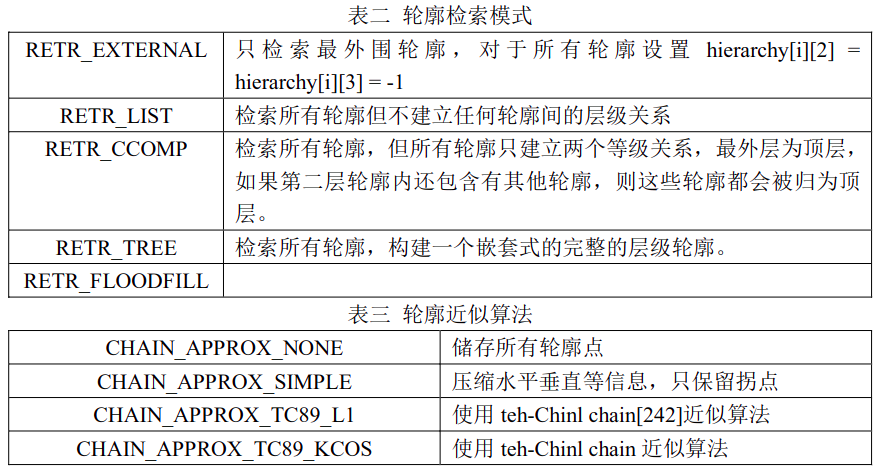 表二 轮廓检索模式
RETR_EXTERNAL 只检索最外围轮廓，对于所有轮廓设置 hierarchy[i][2] =
hierarchy[i][3] = -1
RETR_LIST 检索所有轮廓但不建立任何轮廓间的层级关系
RETR_CCOMP 检索所有轮廓，但所有轮廓只建立两个等级关系，最外层为顶层，
如果第二层轮廓内还包含有其他轮廓，则这些轮廓都会被归为顶
层。
RETR_TREE 检索所有轮廓，构建一个嵌套式的完整的层级轮廓。
RETR_FLOODFILL
表三 轮廓近似算法
CHAIN_APPROX_NONE 储存所有轮廓点
CHAIN_APPROX_SIMPLE 压缩水平垂直等信息，只保留拐点
CHAIN_APPROX_TC89_L1 使用 teh-Chinl chain[242]近似算法
CHAIN_APPROX_TC89_KCOS 使用 teh-Chinl chain 近似算法